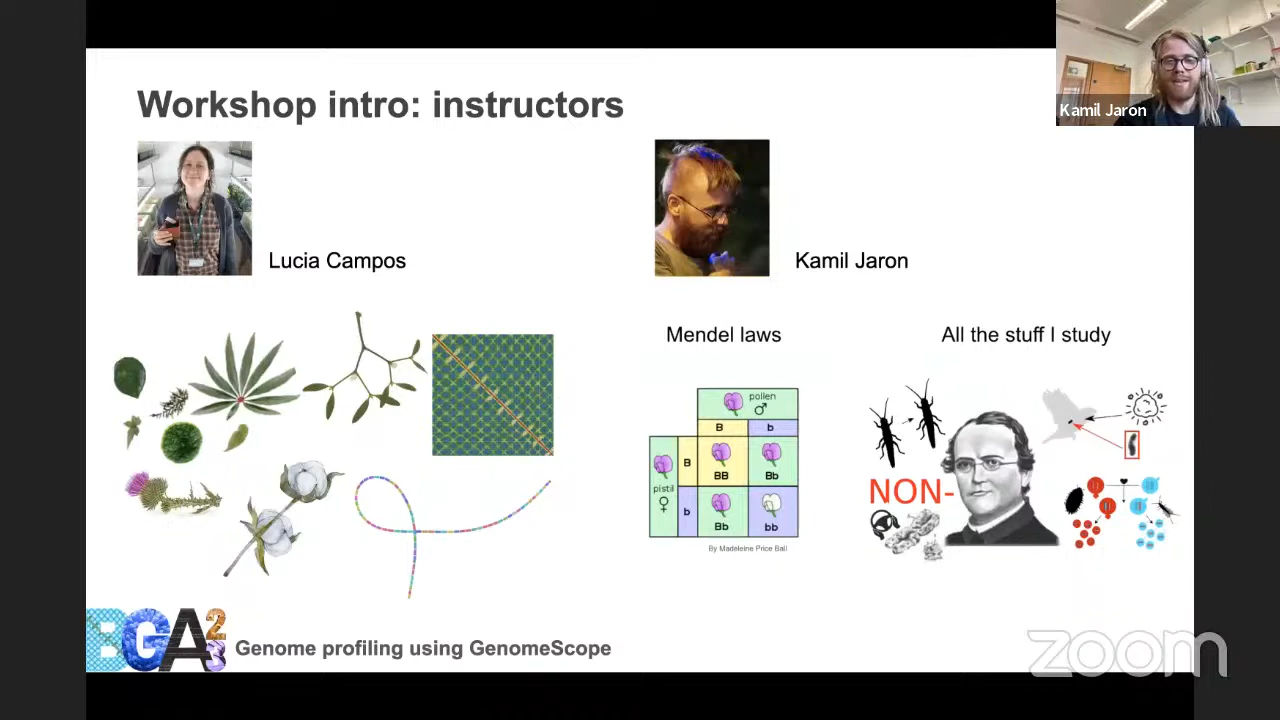 Workshop intro: instructors
Kamil Jaron
Lucia Campos
Kamil Jaron
Mendel laws
All the stuff I study
pollen
♂
B
b
pistil
♀
B
BB
Bb
b
Bb
bb
By Madeleine Price Ball
NON-
BGA23
Genome profiling using GenomeScope
zoom